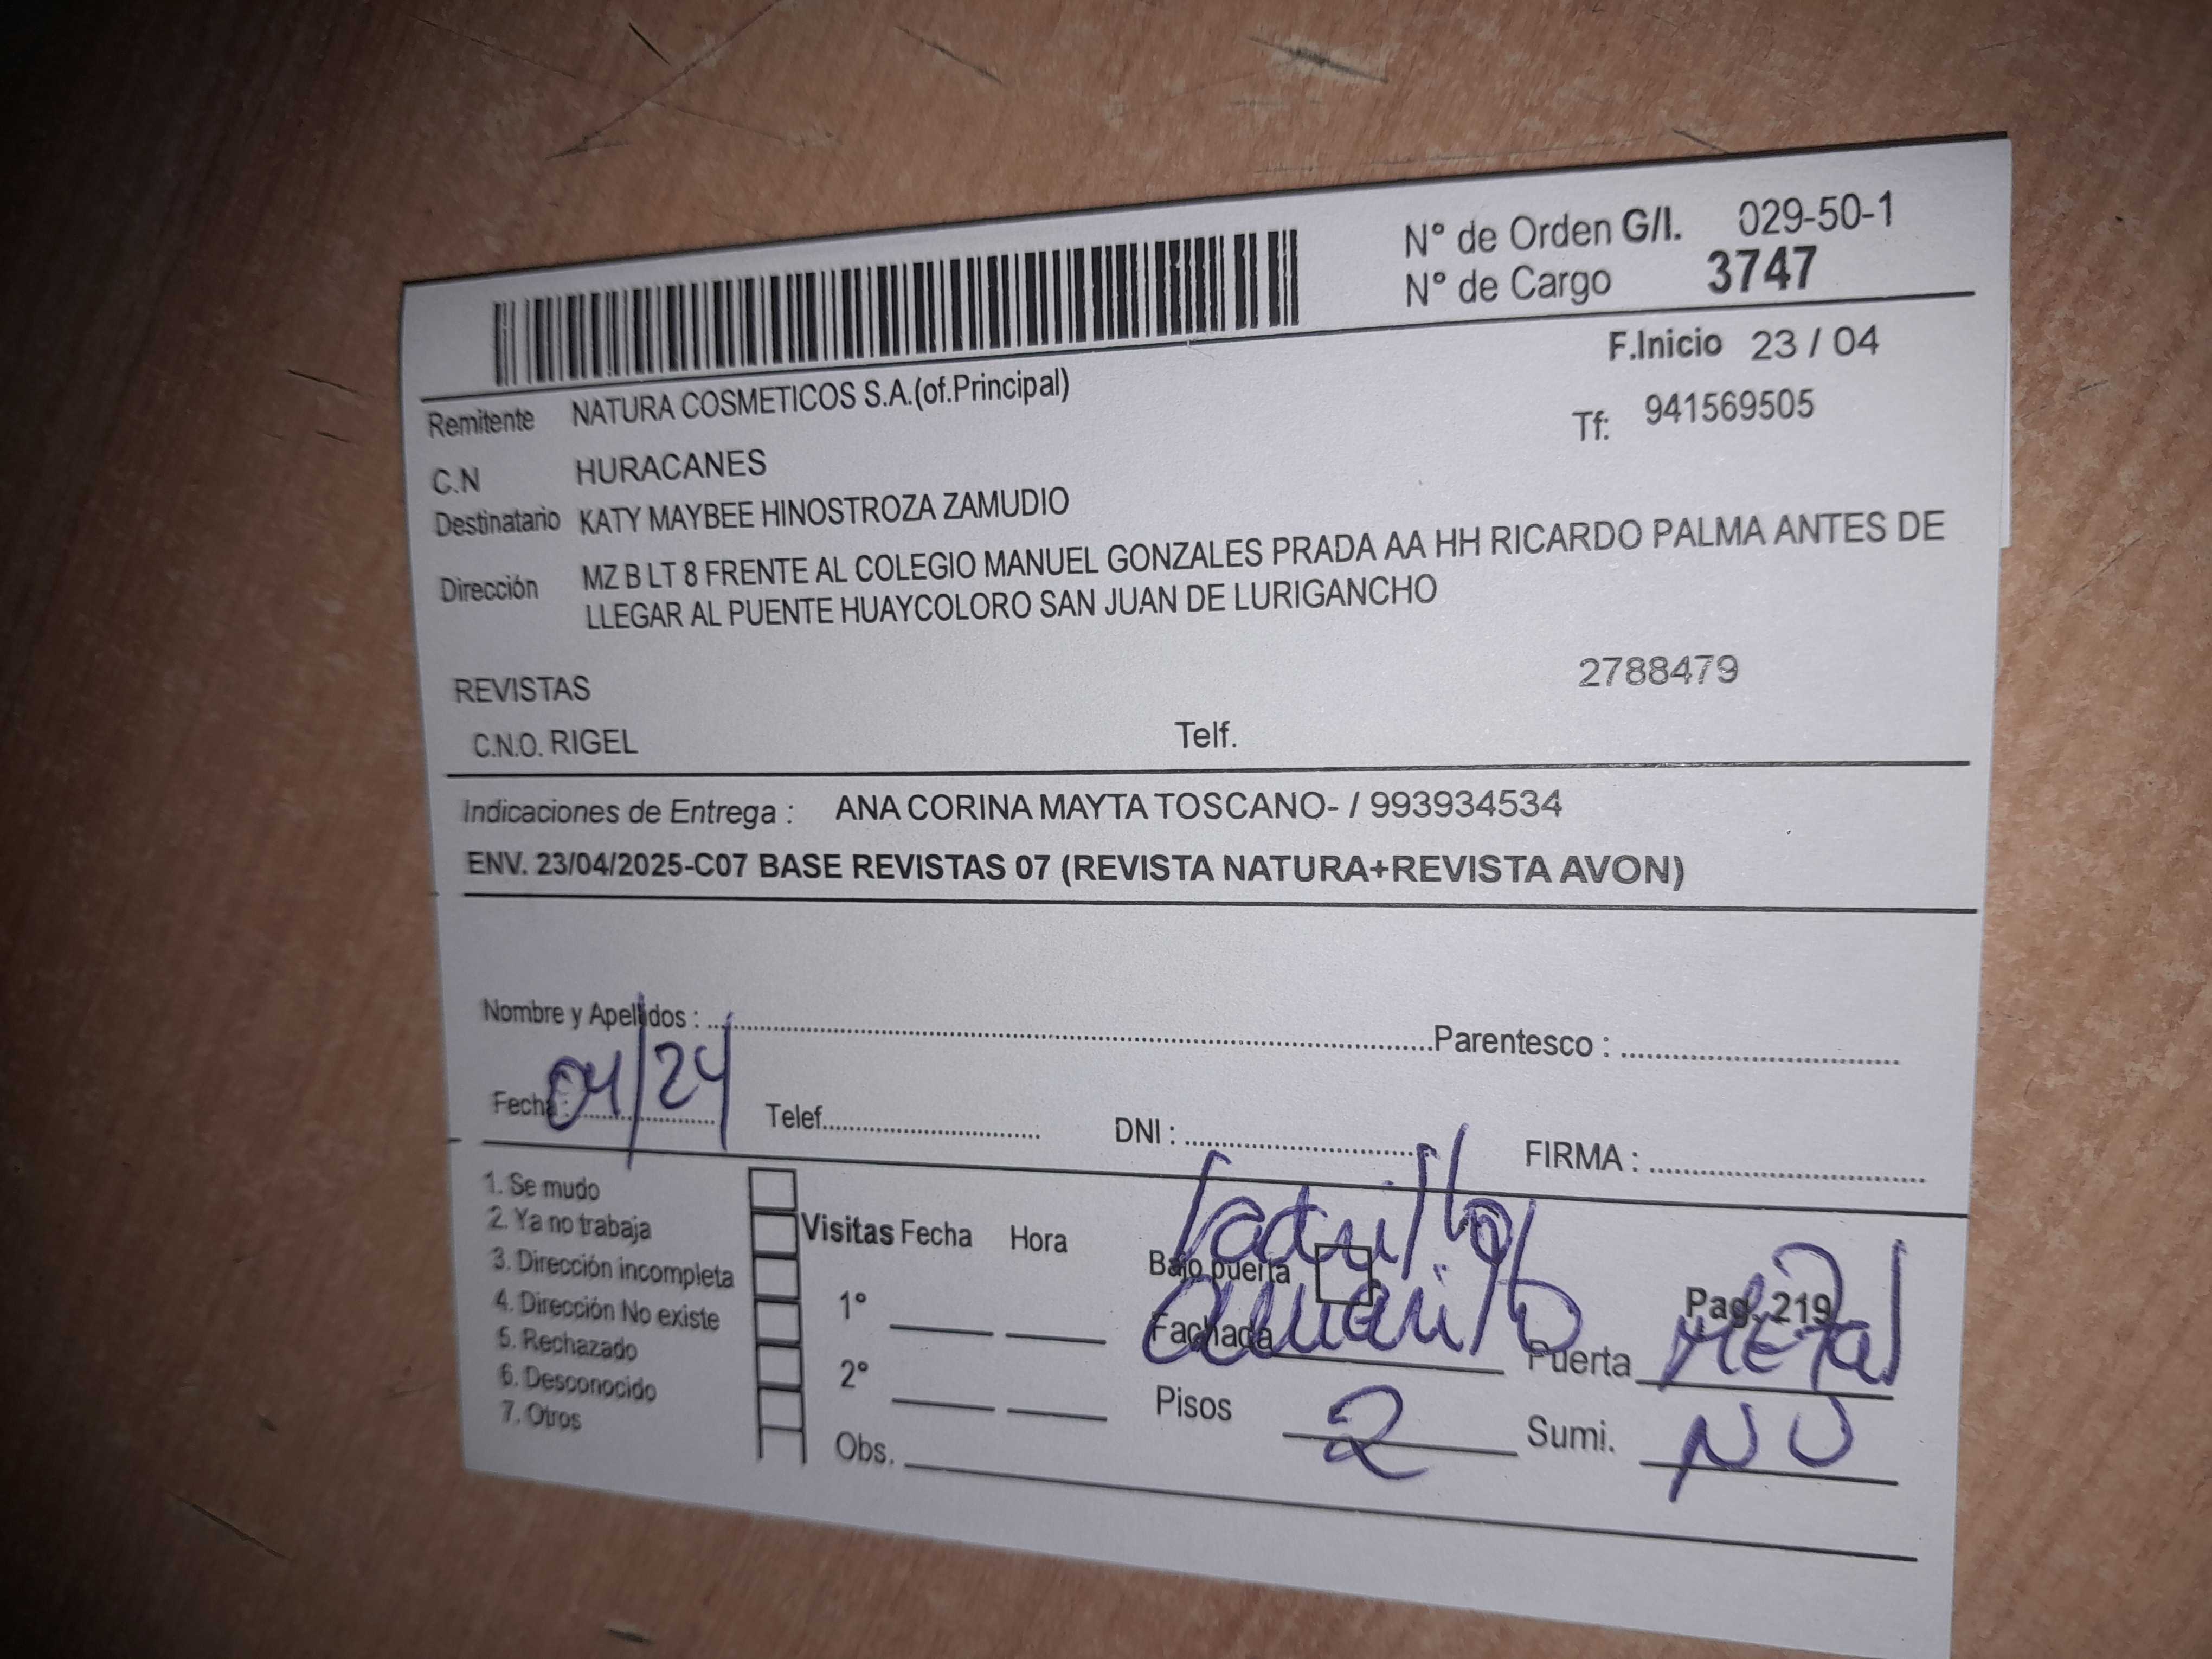 N° de Orden G/I. 029-50-1
N° de Cargo 3747
F.Inicio 23 / 04
Remitente NATURA COSMETICOS S.A.(of.Principal)
Tf: 941569505
C.N HURACANES
Destinatario KATY MAYBEE HINOSTROZA ZAMUDIO
Dirección MZ B LT 8 FRENTE AL COLEGIO MANUEL GONZALES PRADA AA HH RICARDO PALMA ANTES DE
LLEGAR AL PUENTE HUAYCOLORO SAN JUAN DE LURIGANCHO
REVISTAS 2788479
C.N.O. RIGEL Telf.
Indicaciones de Entrega : ANA CORINA MAYTA TOSCANO- / 993934534
ENV. 23/04/2025-C07 BASE REVISTAS 07 (REVISTA NATURA+REVISTA AVON)
Nombre y Apellidos : Parentesco :
Fecha : 04/24 Telef. DNI : FIRMA :
1. Se mudo
2. Ya no trabaja
3. Dirección incompleta
4. Dirección No existe
5. Rechazado
6. Desconocido
7. Otros
Visitas Fecha Hora
1°
2°
Obs.
ladrillo
Bajo puerta Pag. 219
Fachada amarillo Puerta Metal
Pisos 2 Sumi. NO